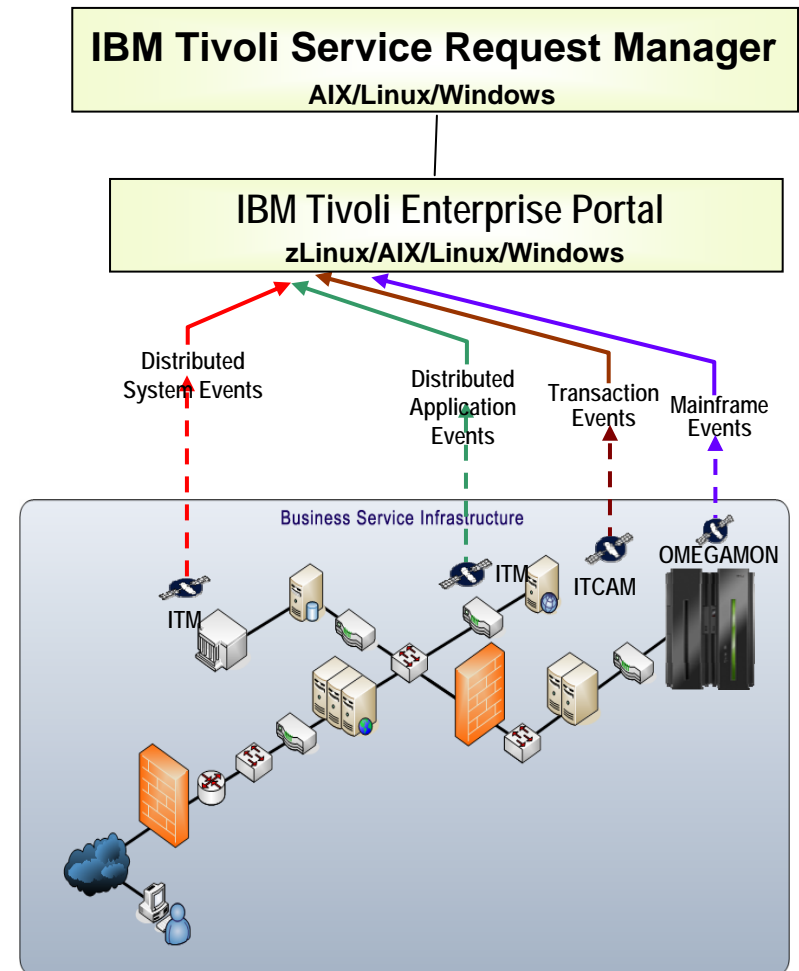 IBM Tivoli Service Request Manager
AIX/Linux/Windows
IBM Tivoli Enterprise Portal
zLinux/AIX/Linux/Windows
Distributed
System Events
Distributed
Application
Events
Transaction
Events
Mainframe
Events
Business Service Infrastructure
ITM
ITM
ITCAM
OMEGAMON